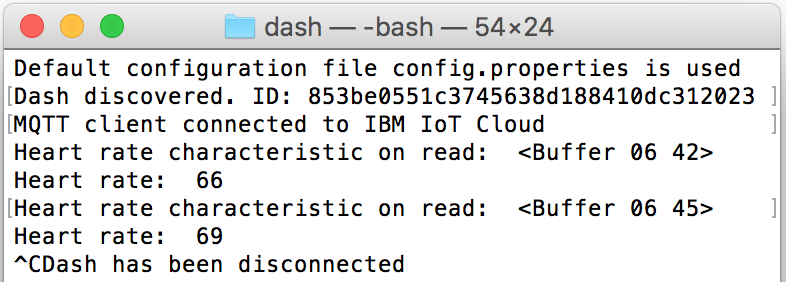 dash — -bash — 54×24
Default configuration file config.properties is used
[Dash discovered. ID: 853be0551c3745638d188410dc312023 ]
[MQTT client connected to IBM IoT Cloud ]
Heart rate characteristic on read:  <Buffer 06 42>
Heart rate:  66
[Heart rate characteristic on read:  <Buffer 06 45> ]
Heart rate:  69
^CDash has been disconnected